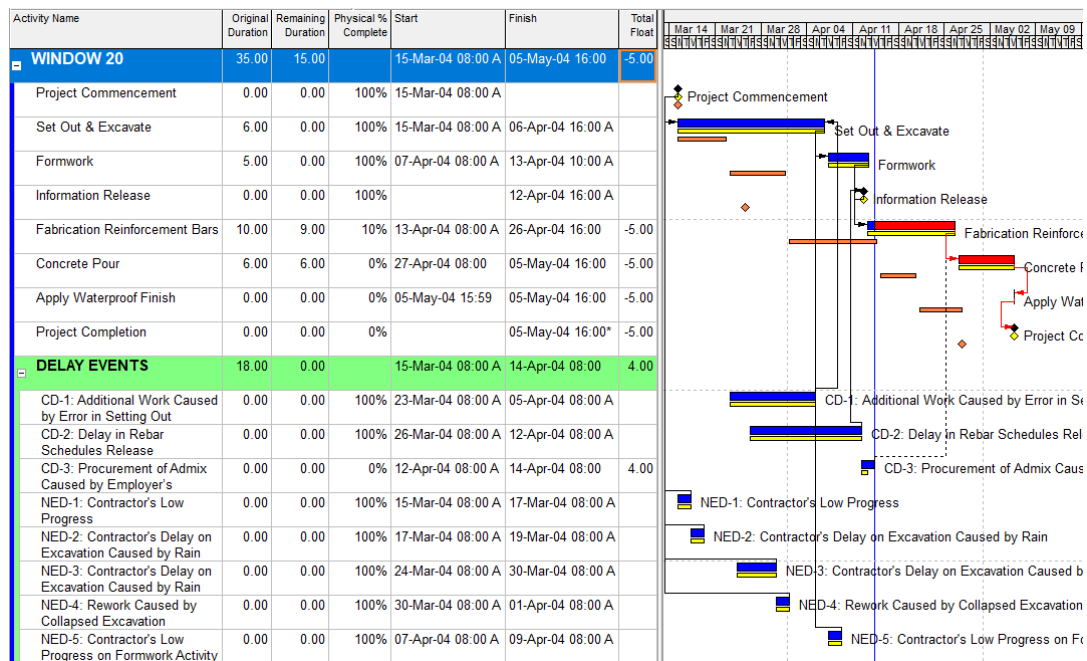 Activity Name Original Remaining Physical % Start Finish Total
Duration Duration Complete Float
Mar 14 Mar 21 Mar 28 Apr 04 Apr 11 Apr 18 Apr 25 May 02 May 09
WINDOW 20 35.00 15.00 15-Mar-04 08:00 A 05-May-04 16:00 -5.00
Project Commencement 0.00 0.00 100% 15-Mar-04 08:00 A Project Commencement
Set Out & Excavate 6.00 0.00 100% 15-Mar-04 08:00 A 06-Apr-04 16:00 A Set Out & Excavate
Formwork 5.00 0.00 100% 07-Apr-04 08:00 A 13-Apr-04 10:00 A Formwork
Information Release 0.00 0.00 100% 12-Apr-04 16:00 A Information Release
Fabrication Reinforcement Bars 10.00 9.00 10% 13-Apr-04 08:00 A 26-Apr-04 16:00 -5.00 Fabrication Reinforce
Concrete Pour 6.00 6.00 0% 27-Apr-04 08:00 05-May-04 16:00 -5.00 Concrete P
Apply Waterproof Finish 0.00 0.00 0% 05-May-04 15:59 05-May-04 16:00 -5.00 Apply Wat
Project Completion 0.00 0.00 0% 05-May-04 16:00* -5.00 Project Co
DELAY EVENTS 18.00 0.00 15-Mar-04 08:00 A 14-Apr-04 08:00 4.00
CD-1: Additional Work Caused 0.00 0.00 100% 23-Mar-04 08:00 A 05-Apr-04 08:00 A CD-1: Additional Work Caused by Error in Se
by Error in Setting Out
CD-2: Delay in Rebar 0.00 0.00 100% 26-Mar-04 08:00 A 12-Apr-04 08:00 A CD-2: Delay in Rebar Schedules Rel
Schedules Release
CD-3: Procurement of Admix 0.00 0.00 0% 12-Apr-04 08:00 A 14-Apr-04 08:00 4.00 CD-3: Procurement of Admix Caus
Caused by Employer's
NED-1: Contractor's Low 0.00 0.00 100% 15-Mar-04 08:00 A 17-Mar-04 08:00 A NED-1: Contractor's Low Progress
Progress
NED-2: Contractor's Delay on 0.00 0.00 100% 17-Mar-04 08:00 A 19-Mar-04 08:00 A NED-2: Contractor's Delay on Excavation Caused by Rain
Excavation Caused by Rain
NED-3: Contractor's Delay on 0.00 0.00 100% 24-Mar-04 08:00 A 30-Mar-04 08:00 A NED-3: Contractor's Delay on Excavation Caused b
Excavation Caused by Rain
NED-4: Rework Caused by 0.00 0.00 100% 30-Mar-04 08:00 A 01-Apr-04 08:00 A NED-4: Rework Caused by Collapsed Excavation
Collapsed Excavation
NED-5: Contractor's Low 0.00 0.00 100% 07-Apr-04 08:00 A 09-Apr-04 08:00 A NED-5: Contractor's Low Progress on Fo
Progress on Formwork Activity